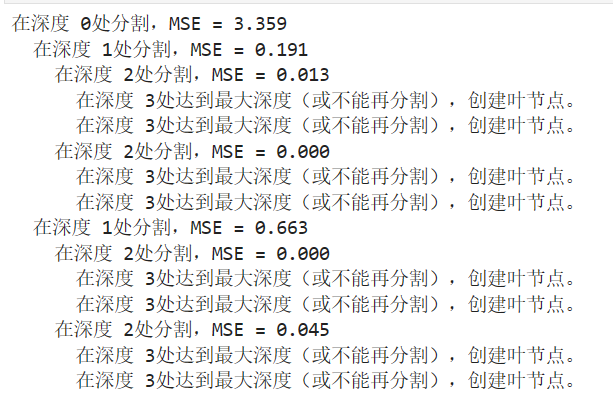 在深度 0处分割，MSE = 3.359
在深度 1处分割，MSE = 0.191
在深度 2处分割，MSE = 0.013
在深度 3处达到最大深度（或不能再分割），创建叶节点。
在深度 3处达到最大深度（或不能再分割），创建叶节点。
在深度 2处分割，MSE = 0.000
在深度 3处达到最大深度（或不能再分割），创建叶节点。
在深度 3处达到最大深度（或不能再分割），创建叶节点。
在深度 1处分割，MSE = 0.663
在深度 2处分割，MSE = 0.000
在深度 3处达到最大深度（或不能再分割），创建叶节点。
在深度 3处达到最大深度（或不能再分割），创建叶节点。
在深度 2处分割，MSE = 0.045
在深度 3处达到最大深度（或不能再分割），创建叶节点。
在深度 3处达到最大深度（或不能再分割），创建叶节点。